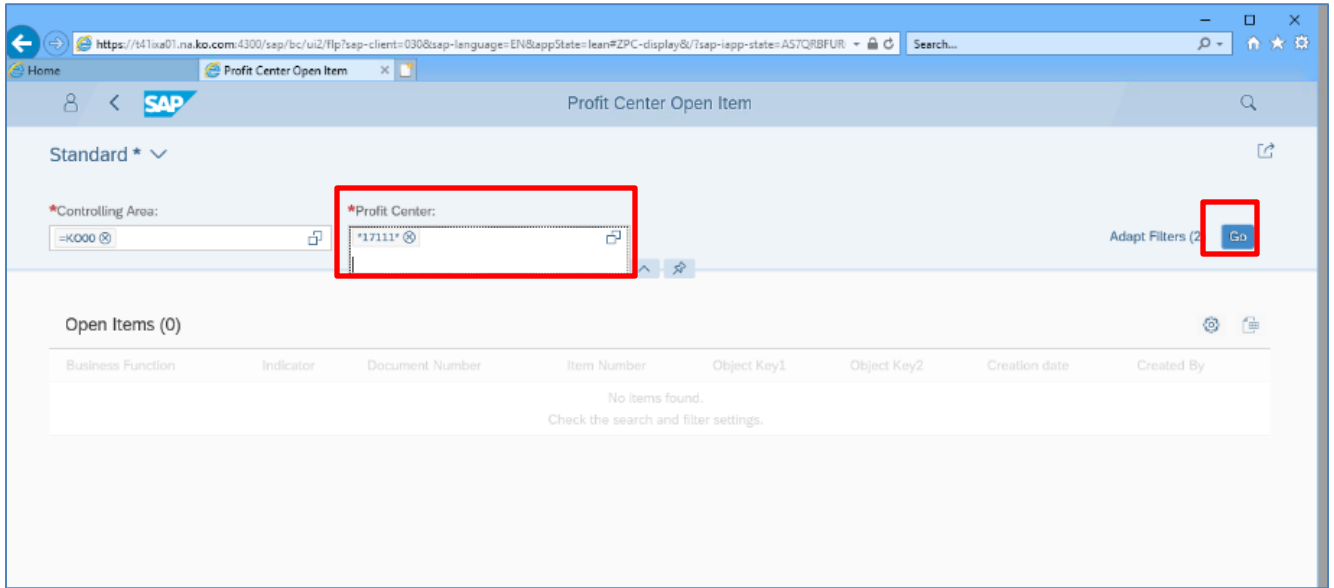 https://t41ixa01.na.ko.com:4300/sap/bc/ui2/flp?sap-client=030&sap-language=EN&appState=lean#ZPC-display&/?sap-iapp-state=AS7QRBFUR
Search...
Home
Profit Center Open Item
SAP
Profit Center Open Item
Standard *
*Controlling Area:
*Profit Center:
=KO00
*17111*
Adapt Filters (2
Go
Open Items (0)
Business Function Indicator Document Number Item Number Object Key1 Object Key2 Creation date Created By
No items found.
Check the search and filter settings.